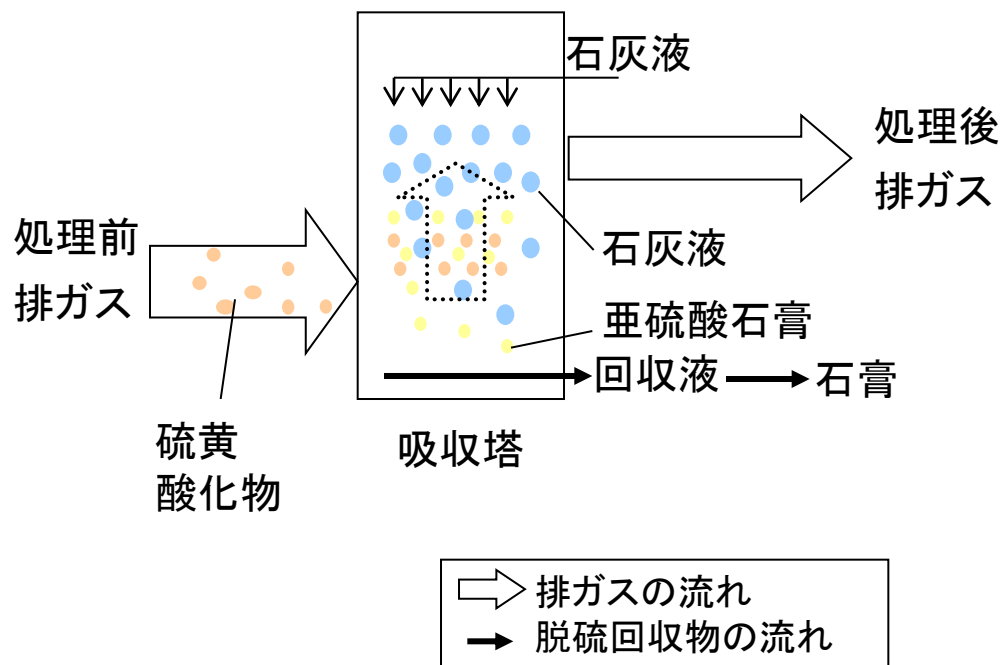 石灰液
処理後
排ガス
処理前
排ガス
石灰液
亜硫酸石膏
回収液
石膏
硫黄
酸化物
吸収塔
排ガスの流れ
脱硫回収物の流れ